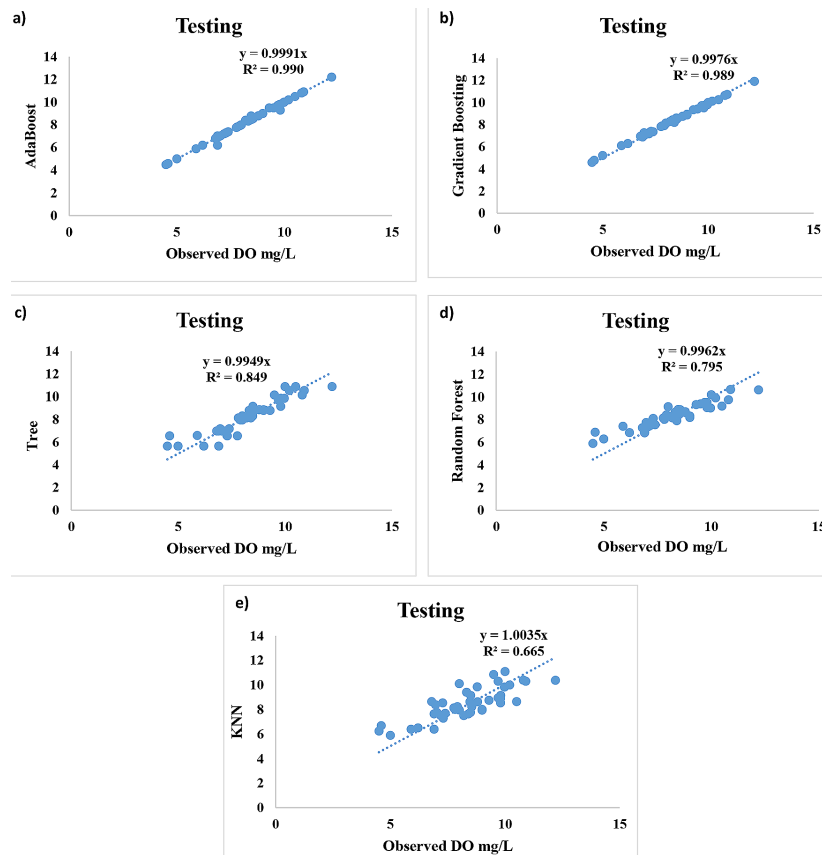 a)
Testing
y = 0.9991x
R² = 0.990
14
12
10
8
6
4
2
0
0
5
10
15
AdaBoost
Observed DO mg/L
b)
Testing
y = 0.9976x
R² = 0.989
14
12
10
8
6
4
2
0
0
5
10
15
Gradient Boosting
Observed DO mg/L
c)
Testing
y = 0.9949x
R² = 0.849
14
12
10
8
6
4
2
0
0
5
10
15
Tree
Observed DO mg/L
d)
Testing
y = 0.9962x
R² = 0.795
14
12
10
8
6
4
2
0
0
5
10
15
Random Forest
Observed DO mg/L
e)
Testing
y = 1.0035x
R² = 0.665
14
12
10
8
6
4
2
0
0
5
10
15
KNN
Observed DO mg/L